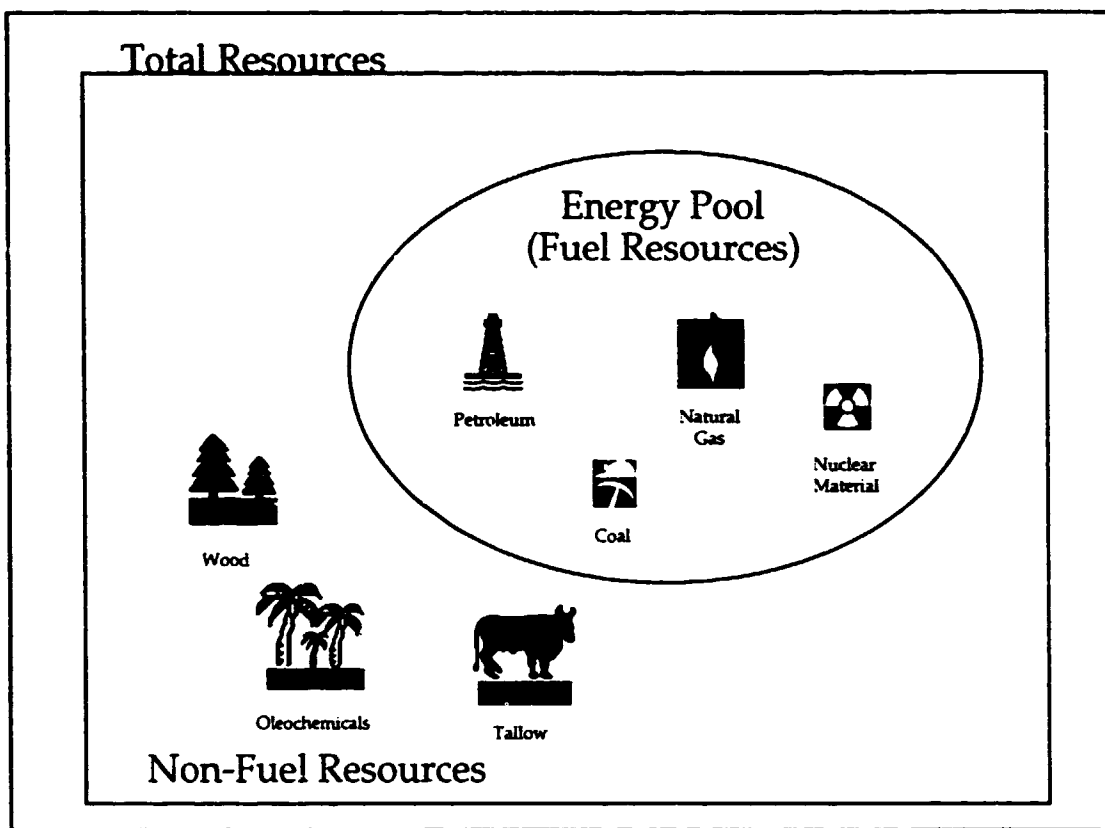 Total Resources
Energy Pool
(Fuel Resources)
Petroleum
Natural
Gas
Nuclear
Material
Coal
Wood
Oleochemicals
Tallow
Non-Fuel Resources